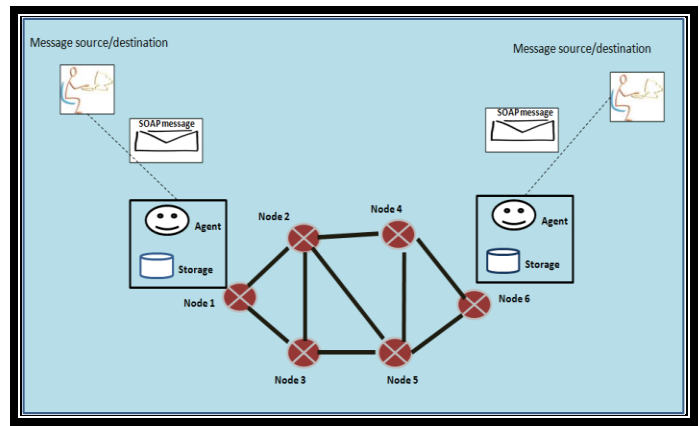 Message source/destination
Message source/destination
SOAP message
SOAP message
Agent
Storage
Agent
Storage
Node 2
Node 4
Node 1
Node 6
Node 3
Node 5